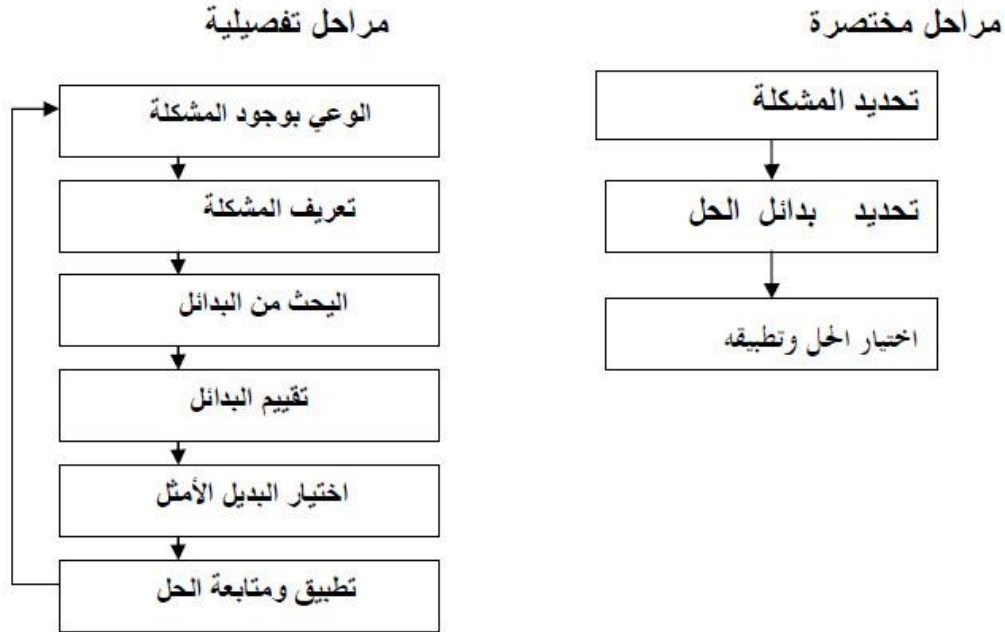 مراحل مختصرة
تحديد المشكلة
تحديد بدائل الحل
اختيار الحل وتطبيقه
مراحل تفصيلية
الوعي بوجود المشكلة
تعريف المشكلة
اليحث من البدائل
تقييم البدائل
اختيار البديل الأمثل
تطبيق ومتابعة الحل